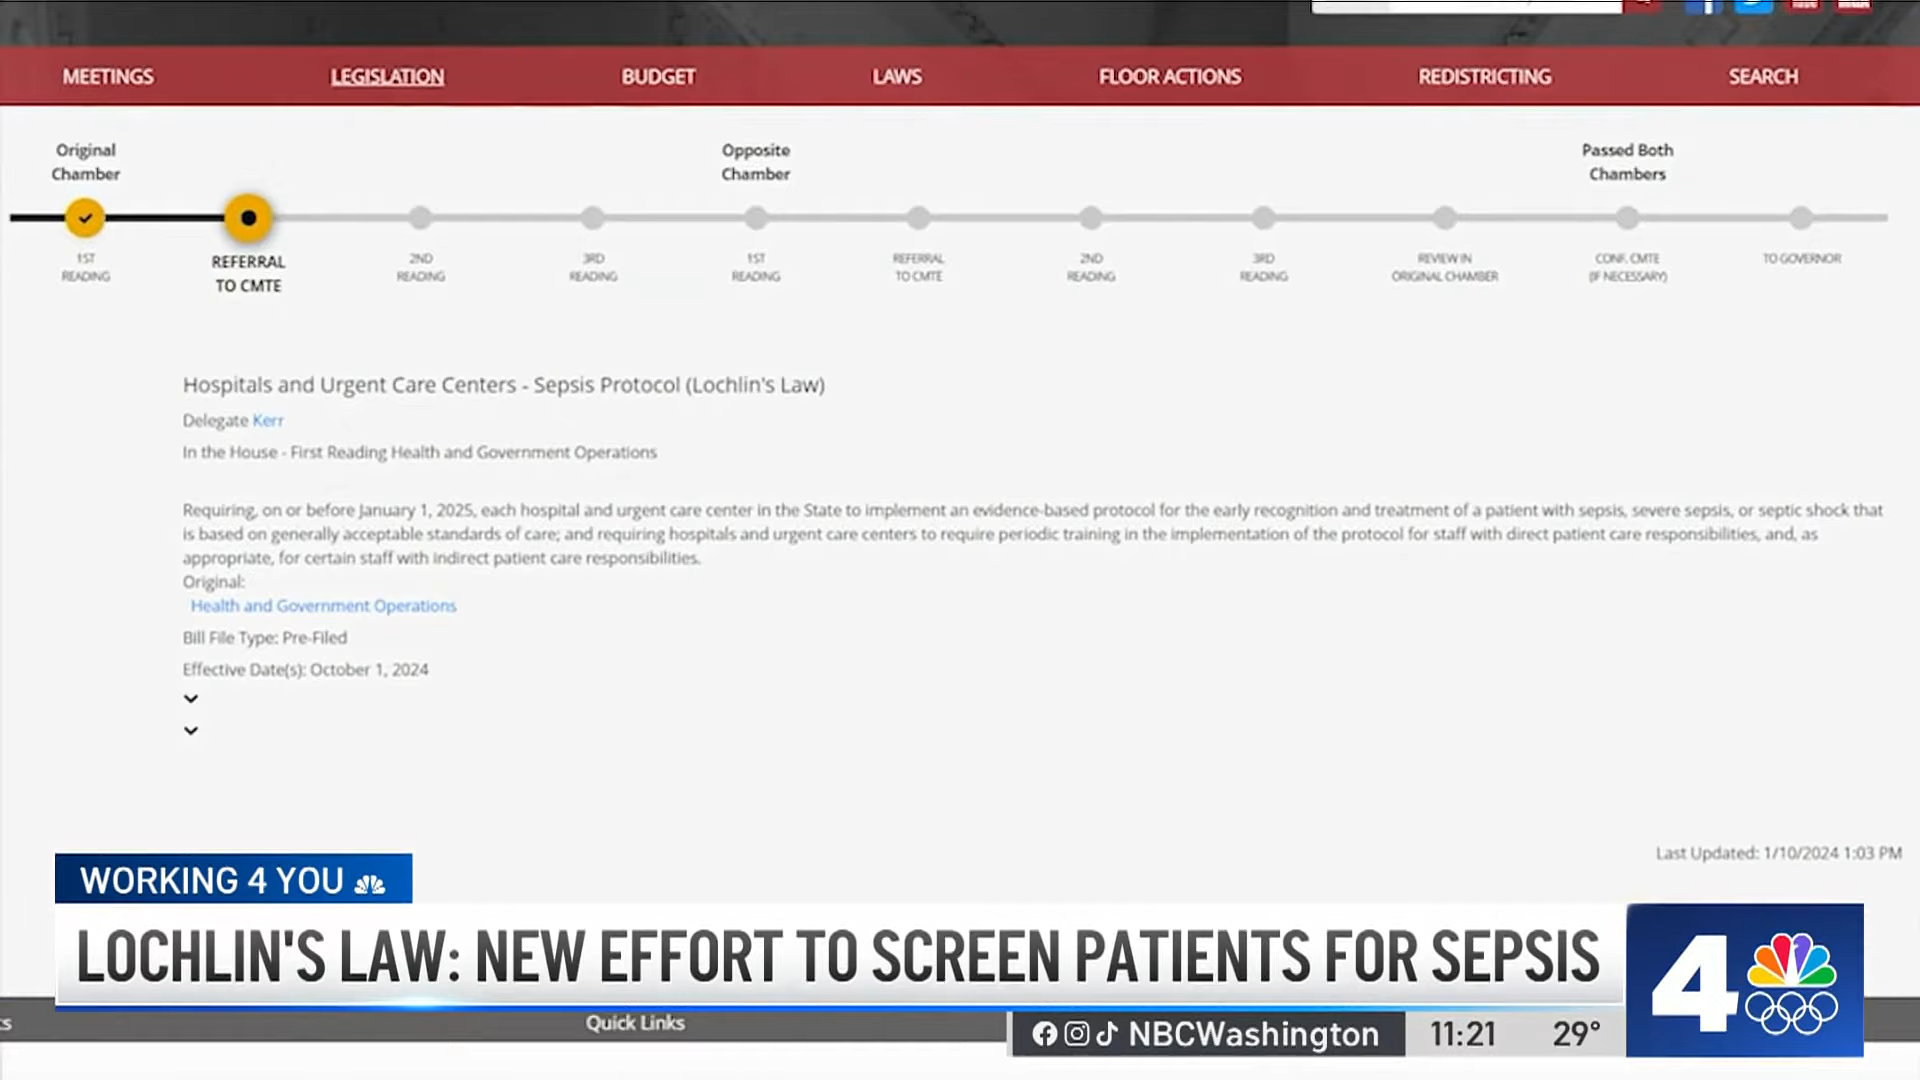 MEETINGS LEGISLATION BUDGET LAWS FLOOR ACTIONS REDISTRICTING SEARCH
Original Chamber
Opposite Chamber
Passed Both Chambers
1ST READING
REFERRAL TO CMTE
2ND READING
3RD READING
1ST READING
REFERRAL TO CMTE
2ND READING
3RD READING
REVIEW IN ORIGINAL CHAMBER
CONF. CMTE (IF NECESSARY)
TO GOVERNOR
Hospitals and Urgent Care Centers - Sepsis Protocol (Lochlin's Law)
Delegate Kerr
In the House - First Reading Health and Government Operations
Requiring, on or before January 1, 2025, each hospital and urgent care center in the State to implement an evidence-based protocol for the early recognition and treatment of a patient with sepsis, severe sepsis, or septic shock that
is based on generally acceptable standards of care; and requiring hospitals and urgent care centers to require periodic training in the implementation of the protocol for staff with direct patient care responsibilities, and, as
appropriate, for certain staff with indirect patient care responsibilities.
Original:
Health and Government Operations
Bill File Type: Pre-Filed
Effective Date(s): October 1, 2024
Last Updated: 1/10/2024 1:03 PM
WORKING 4 YOU
LOCHLIN'S LAW: NEW EFFORT TO SCREEN PATIENTS FOR SEPSIS
4
Quick Links
NBCWashington 11:21 29°